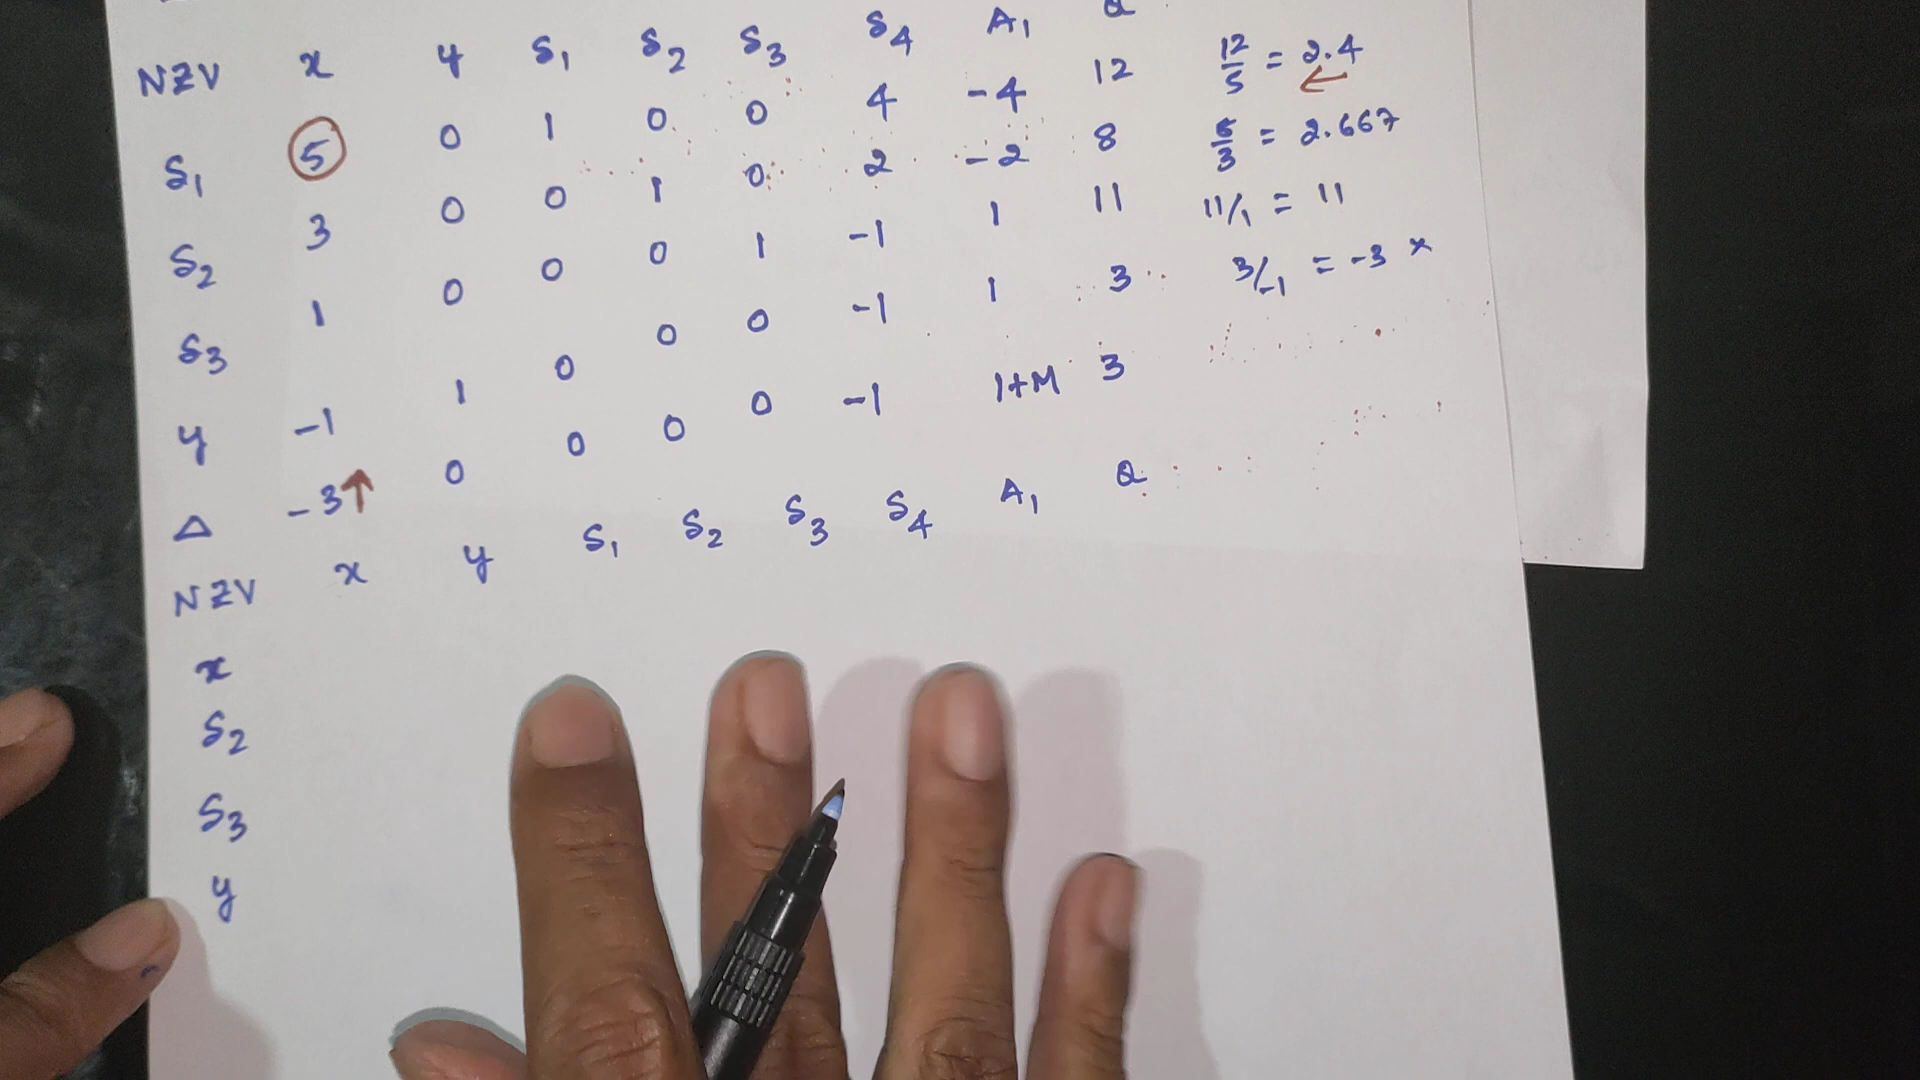 NZV x y S1 S2 S3 S4 A1 Q
S1 5 0 1 0 0 4 -4 12 12/5 = 2.4
S2 3 0 0 1 0 2 -2 8 8/3 = 2.667
S3 1 0 0 0 1 -1 1 11 11/1 = 11
y -1 1 0 0 0 -1 1 3 3/-1 = -3 ×
Δ -3↑ 0 0 0 0 -1 1+M 3
NZV x y S1 S2 S3 S4 A1 Q
x
S2
S3
y